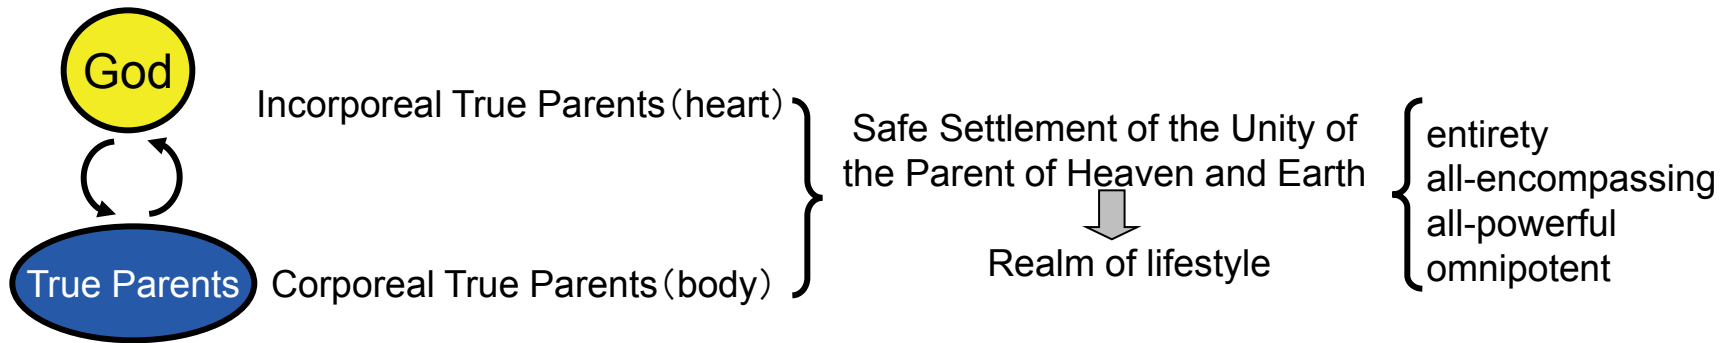 God
Incorporeal True Parents（heart）
True Parents
Corporeal True Parents（body）
Safe Settlement of the Unity of
the Parent of Heaven and Earth
Realm of lifestyle
entirety
all-encompassing
all-powerful
omnipotent